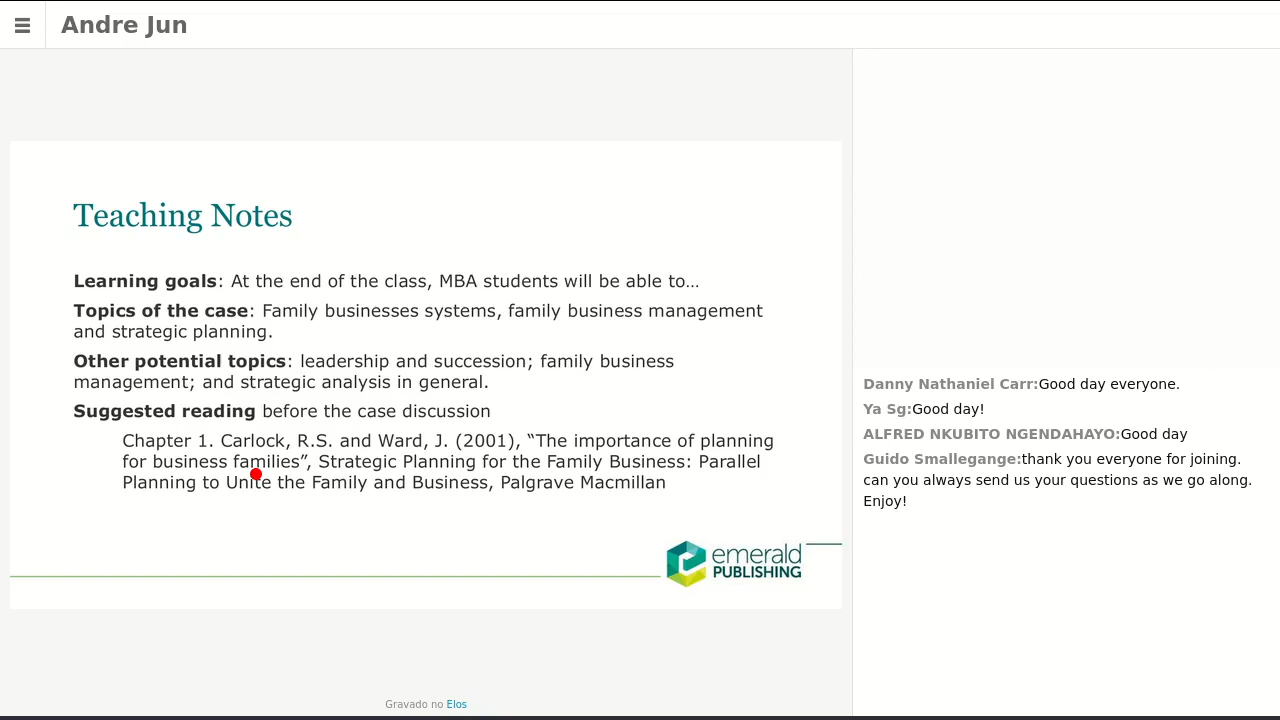 Andre Jun
Teaching Notes
Learning goals: At the end of the class, MBA students will be able to…
Topics of the case: Family businesses systems, family business management
and strategic planning.
Other potential topics: leadership and succession; family business
management; and strategic analysis in general.
Suggested reading before the case discussion
Chapter 1. Carlock, R.S. and Ward, J. (2001), “The importance of planning
for business families”, Strategic Planning for the Family Business: Parallel
Planning to Unite the Family and Business, Palgrave Macmillan
emerald
PUBLISHING
Gravado no Elos
Danny Nathaniel Carr:Good day everyone.
Ya Sg:Good day!
ALFRED NKUBITO NGENDAHAYO:Good day
Guido Smallegange:thank you everyone for joining.
can you always send us your questions as we go along.
Enjoy!